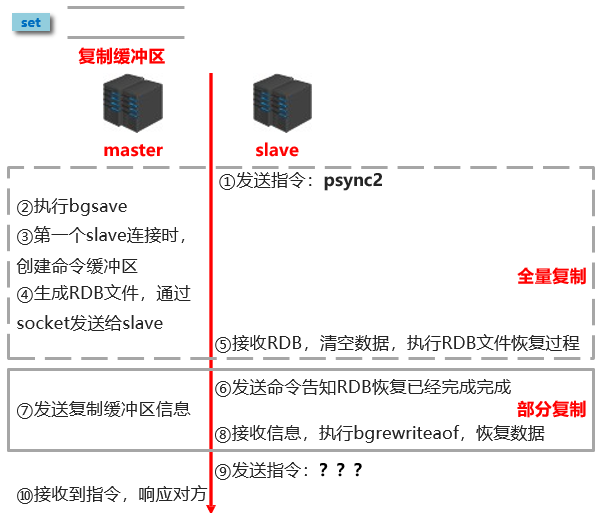 set
复制缓冲区
master
slave
①发送指令：psync2
②执行bgsave
③第一个slave连接时，
创建命令缓冲区
④生成RDB文件，通过
socket发送给slave
全量复制
⑤接收RDB，清空数据，执行RDB文件恢复过程
⑥发送命令告知RDB恢复已经完成完成
⑦发送复制缓冲区信息
部分复制
⑧接收信息，执行bgrewriteaof，恢复数据
⑨发送指令：？？？
⑩接收到指令，响应对方